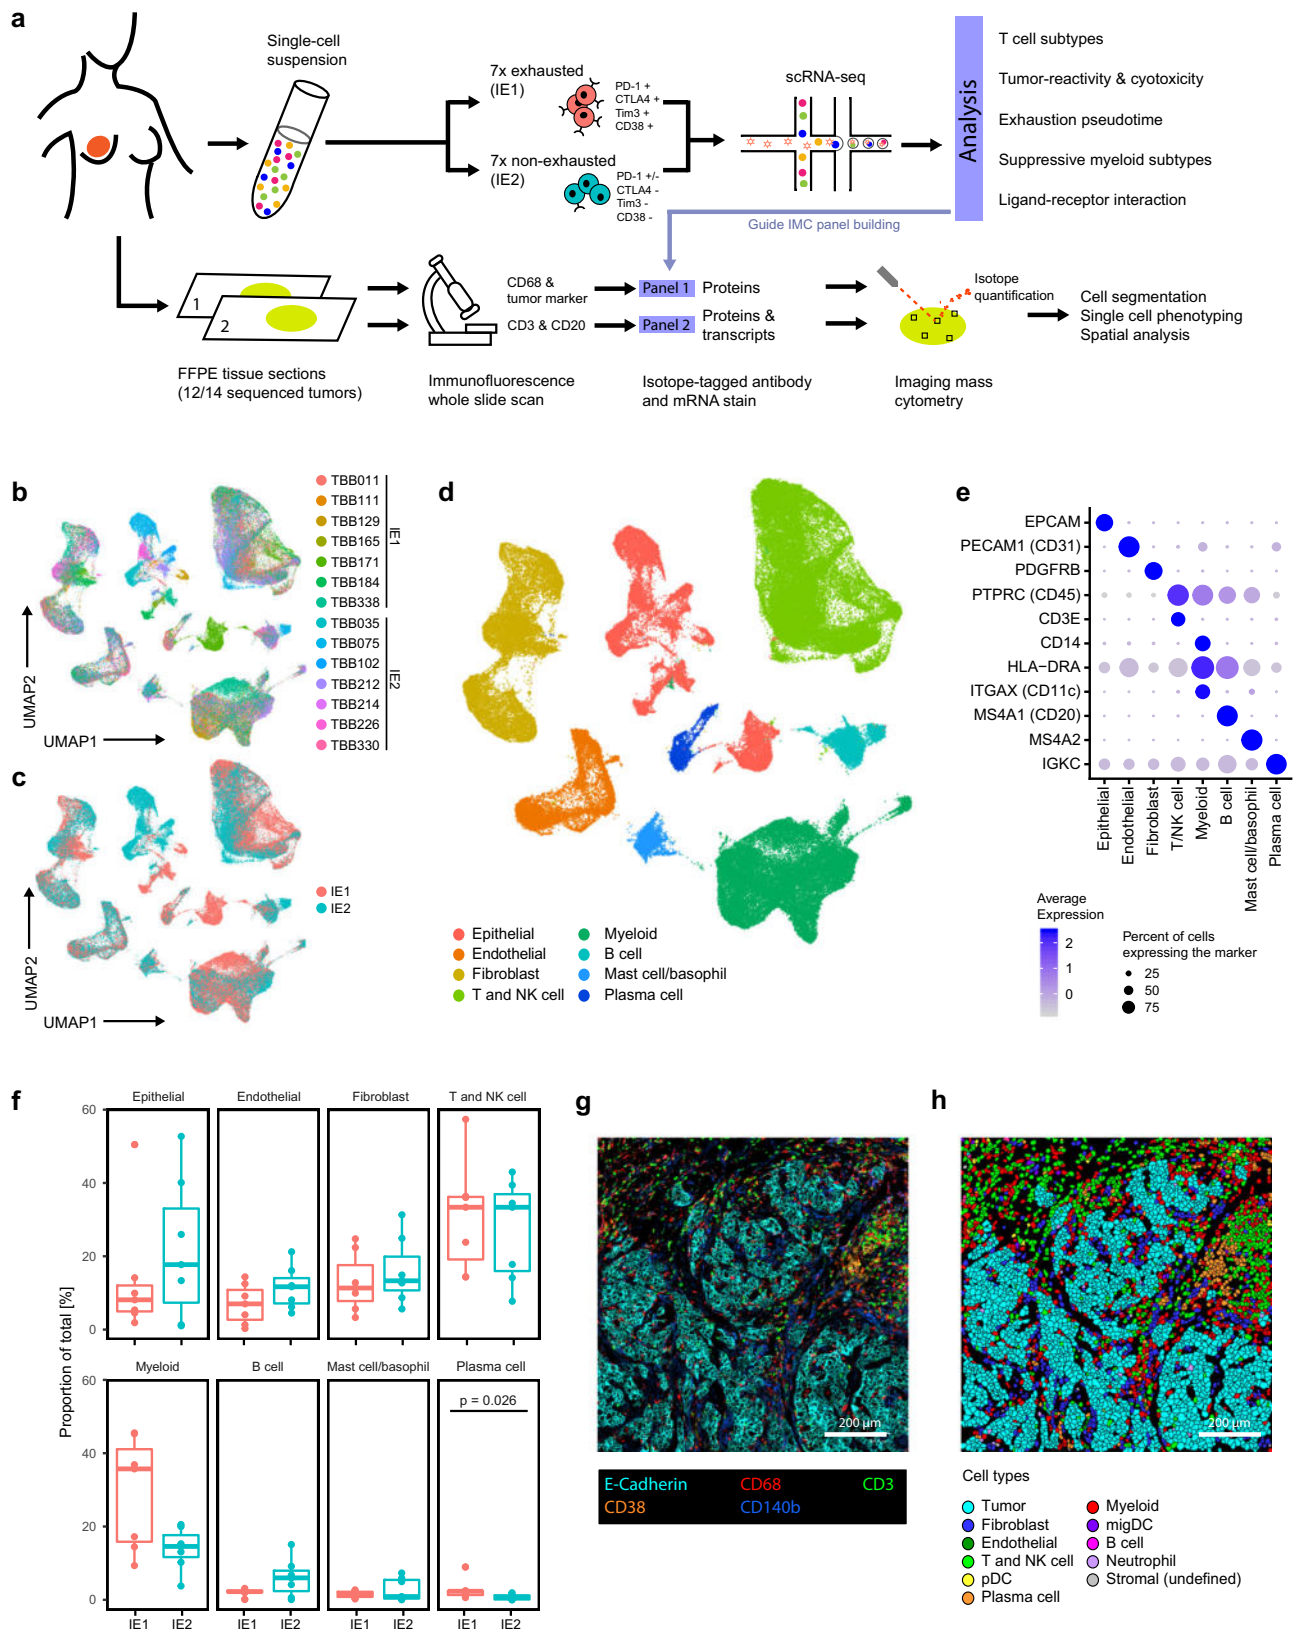 a
Single-cell
suspension
7x exhausted
(IE1)
PD-1 +
CTLA4 +
Tim3 +
CD38 +
7x non-exhausted
(IE2)
PD-1 +/-
CTLA4 -
Tim3 -
CD38 -
scRNA-seq
Analysis
T cell subtypes
Tumor-reactivity & cyotoxicity
Exhaustion pseudotime
Suppressive myeloid subtypes
Ligand-receptor interaction
Guide IMC panel building
1
2
CD68 &
tumor marker
CD3 & CD20
Panel 1
Proteins
Panel 2
Proteins &
transcripts
Isotope
quantification
Cell segmentation
Single cell phenotyping
Spatial analysis
FFPE tissue sections
(12/14 sequenced tumors)
Immunofluorescence
whole slide scan
Isotope-tagged antibody
and mRNA stain
Imaging mass
cytometry
b
UMAP2
UMAP1
TBB011
TBB111
TBB129
TBB165
TBB171
TBB184
TBB338
TBB035
TBB075
TBB102
TBB212
TBB214
TBB226
TBB330
IE1
IE2
c
UMAP2
UMAP1
IE1
IE2
d
Epithelial
Endothelial
Fibroblast
T and NK cell
Myeloid
B cell
Mast cell/basophil
Plasma cell
e
EPCAM
PECAM1 (CD31)
PDGFRB
PTPRC (CD45)
CD3E
CD14
HLA−DRA
ITGAX (CD11c)
MS4A1 (CD20)
MS4A2
IGKC
Epithelial
Endothelial
Fibroblast
T/NK cell
Myeloid
B cell
Mast cell/basophil
Plasma cell
Average
Expression
2
1
0
Percent of cells
expressing the marker
25
50
75
f
Proportion of total [%]
Epithelial
Endothelial
Fibroblast
T and NK cell
60
40
20
0
Myeloid
B cell
Mast cell/basophil
Plasma cell
p = 0.026
60
40
20
0
IE1 IE2
IE1 IE2
IE1 IE2
IE1 IE2
g
200 µm
E-Cadherin CD68 CD3
CD38 CD140b
h
200 µm
Cell types
Tumor
Fibroblast
Endothelial
T and NK cell
pDC
Plasma cell
Myeloid
migDC
B cell
Neutrophil
Stromal (undefined)